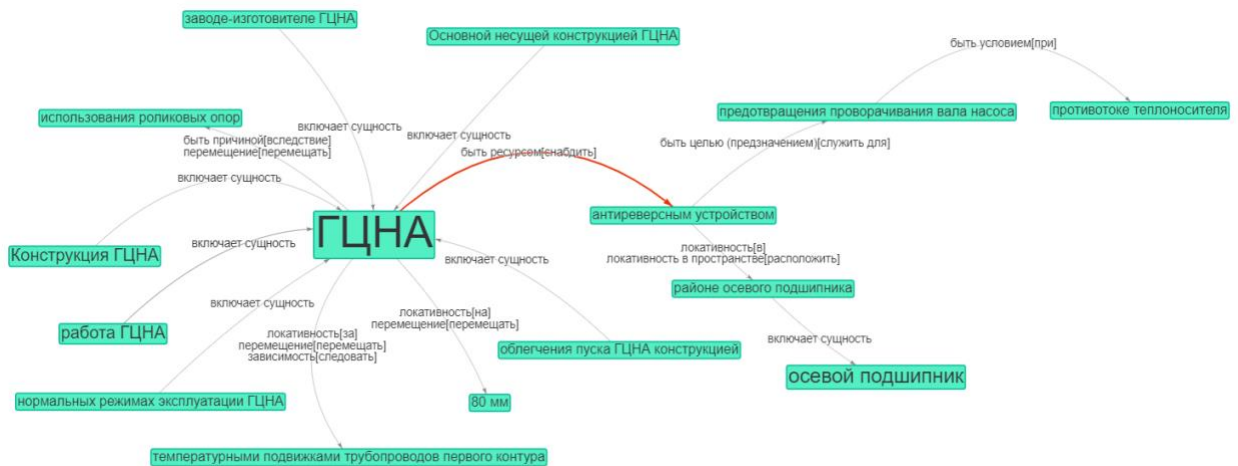 заводе-изготовителе ГЦНА
Основной несущей конструкцией ГЦНА
быть условием[при]
использования роликовых опор
предотвращения проворачивания вала насоса
противотоке теплоносителя
включает сущность
включает сущность
быть причиной[вследствие]
перемещение[перемещать]
быть ресурсом[снабдить]
быть целью (предзначением)[служить для]
включает сущность
ГЦНА
антиреверсным устройством
включает сущность
Конструкция ГЦНА
включает сущность
локативность[в]
локативность в пространстве[расположить]
районе осевого подшипника
включает сущность
работа ГЦНА
локативность[за]
перемещение[перемещать]
зависимость[следовать]
локативность[на]
перемещение[перемещать]
облегчения пуска ГЦНА конструкцией
включает сущность
осевой подшипник
нормальных режимах эксплуатации ГЦНА
80 мм
температурными подвижками трубопроводов первого контура